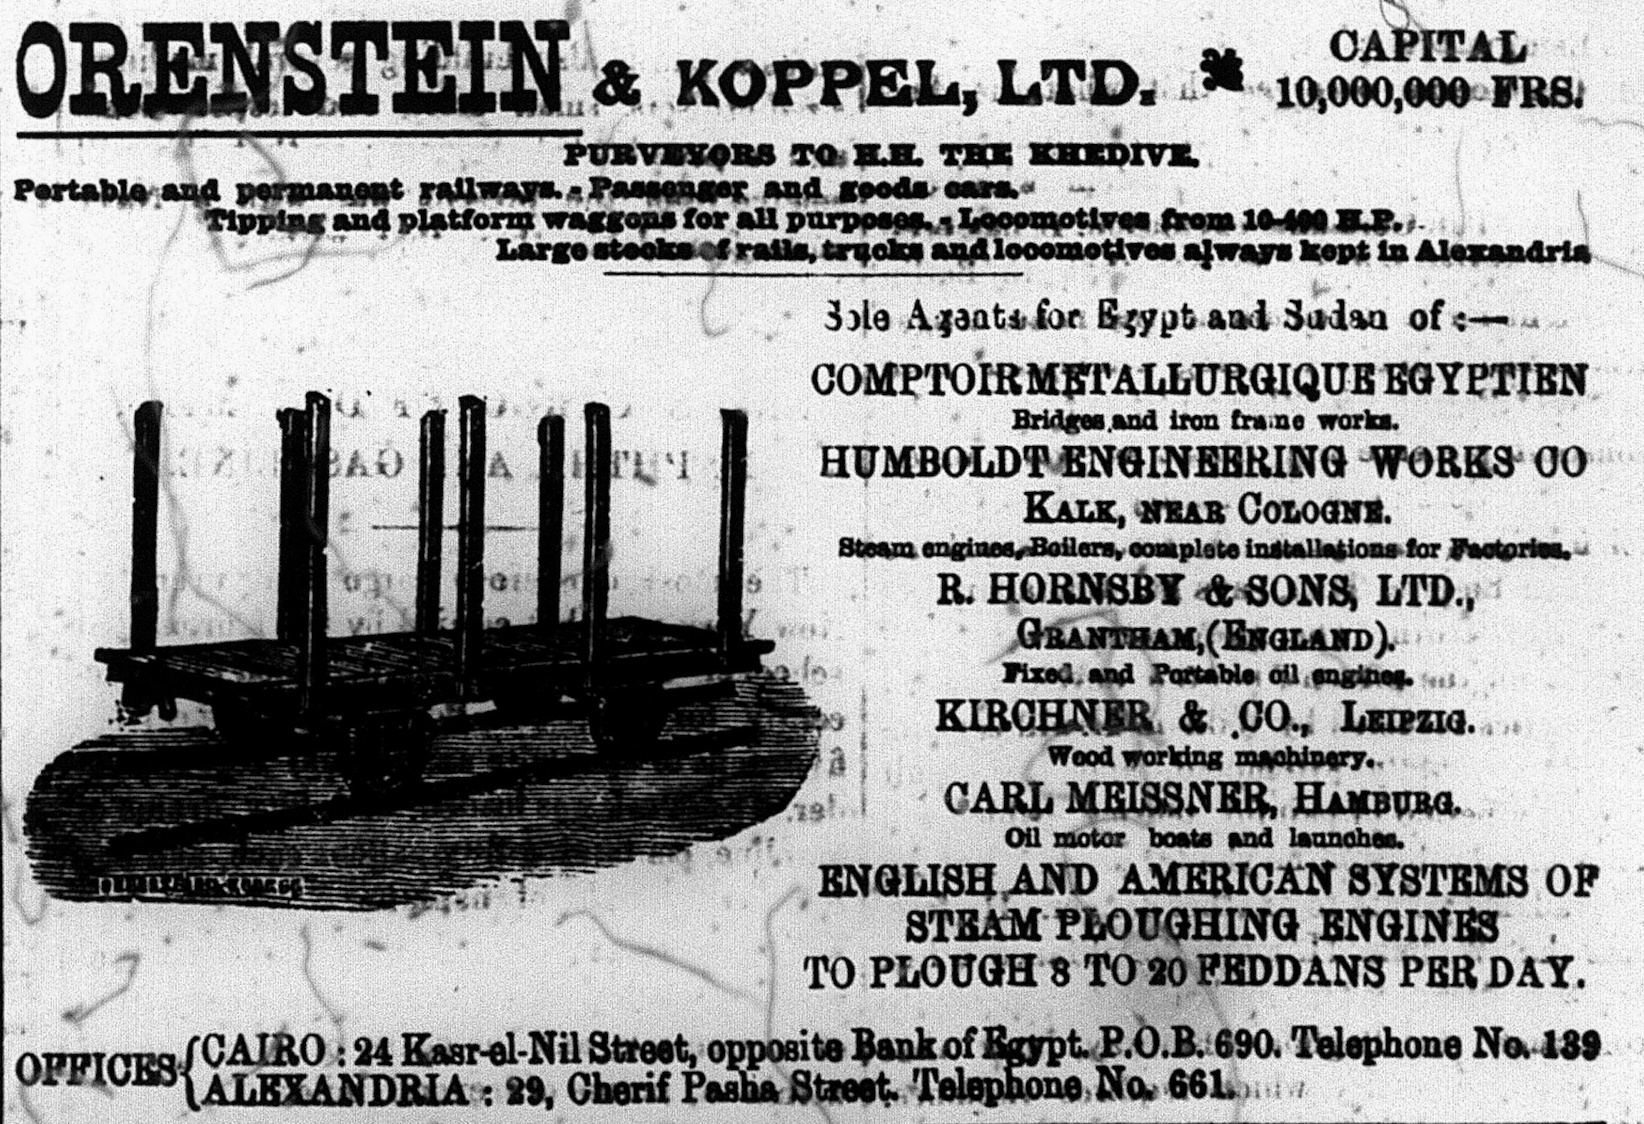 ORENSTEIN & KOPPEL, LTD.
CAPITAL
10,000,000 FRS.
PURVEYORS TO H.H. THE KHEDIVE.
Portable and permanent railways. - Passenger and goods cars.
Tipping and platform waggons for all purposes. - Locomotives from 10-400 H.P.
Large stocks of rails, trucks and locomotives always kept in Alexandria
Sole Agents for Egypt and Sudan of :—
COMPTOIR METALLURGIQUE EGYPTIEN
Bridges and iron frame works.
HUMBOLDT ENGINEERING WORKS CO
KALK, NEAR COLOGNE.
Steam engines, Boilers, complete installations for Factories.
R. HORNSBY & SONS, LTD.,
GRANTHAM, (ENGLAND).
Fixed and Portable oil engines.
KIRCHNER & CO., LEIPZIG.
Wood working machinery.
CARL MEISSNER, HAMBURG.
Oil motor boats and launches.
ENGLISH AND AMERICAN SYSTEMS OF
STEAM PLOUGHING ENGINES
TO PLOUGH 8 TO 20 FEDDANS PER DAY.
OFFICES { CAIRO : 24 Kasr-el-Nil Street, opposite Bank of Egypt. P.O.B. 690. Telephone No. 139
ALEXANDRIA : 29, Cherif Pasha Street. Telephone No. 661.